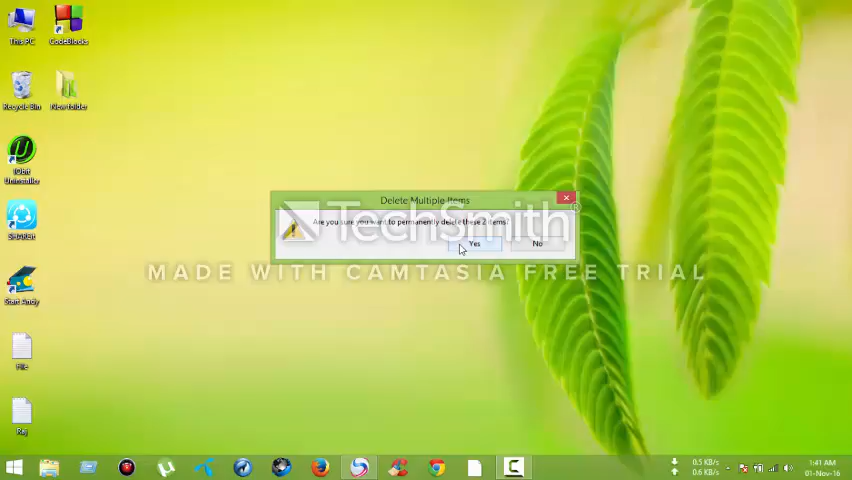 This PC
CodeBlocks
Recycle Bin
New folder
IObit
Uninstaller
SHAREit
Start Andy
File
Raj
Delete Multiple Items
Are you sure you want to permanently delete these 2 items?
Yes
No
TechSmith®
MADE WITH CAMTASIA FREE TRIAL
0.5 KB/s
0.6 KB/s
1:41 AM
01-Nov-16